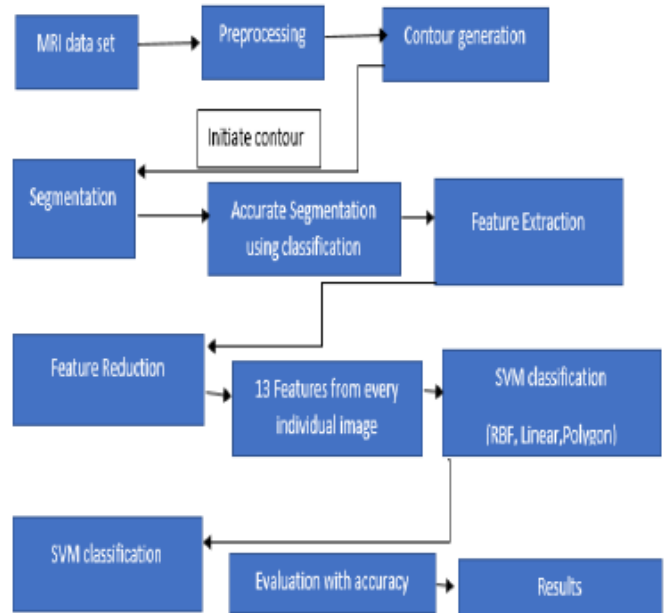 MRI data set
Preprocessing
Contour generation
Initiate contour
Segmentation
Accurate Segmentation
using classification
Feature Extraction
Feature Reduction
13 Features from every
individual image
SVM classification
(RBF, Linear,Polygon)
SVM classification
Evaluation with accuracy
Results